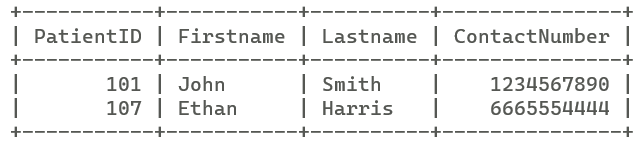 +-----------+-----------+----------+---------------+
| PatientID | Firstname | Lastname | ContactNumber |
+-----------+-----------+----------+---------------+
|       101 | John      | Smith    |    1234567890 |
|       107 | Ethan     | Harris   |    6665554444 |
+-----------+-----------+----------+---------------+